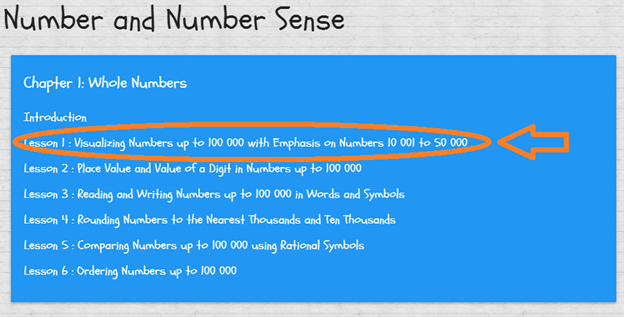 Number and Number Sense
Chapter 1: Whole Numbers
Introduction
Lesson 1 : Visualizing Numbers up to 100 000 with Emphasis on Numbers 10 001 to 50 000
Lesson 2 : Place Value and Value of a Digit in Numbers up to 100 000
Lesson 3 : Reading and Writing Numbers up to 100 000 in Words and Symbols
Lesson 4 : Rounding Numbers to the Nearest Thousands and Ten Thousands
Lesson 5 : Comparing Numbers up to 100 000 using Rational Symbols
Lesson 6 : Ordering Numbers up to 100 000